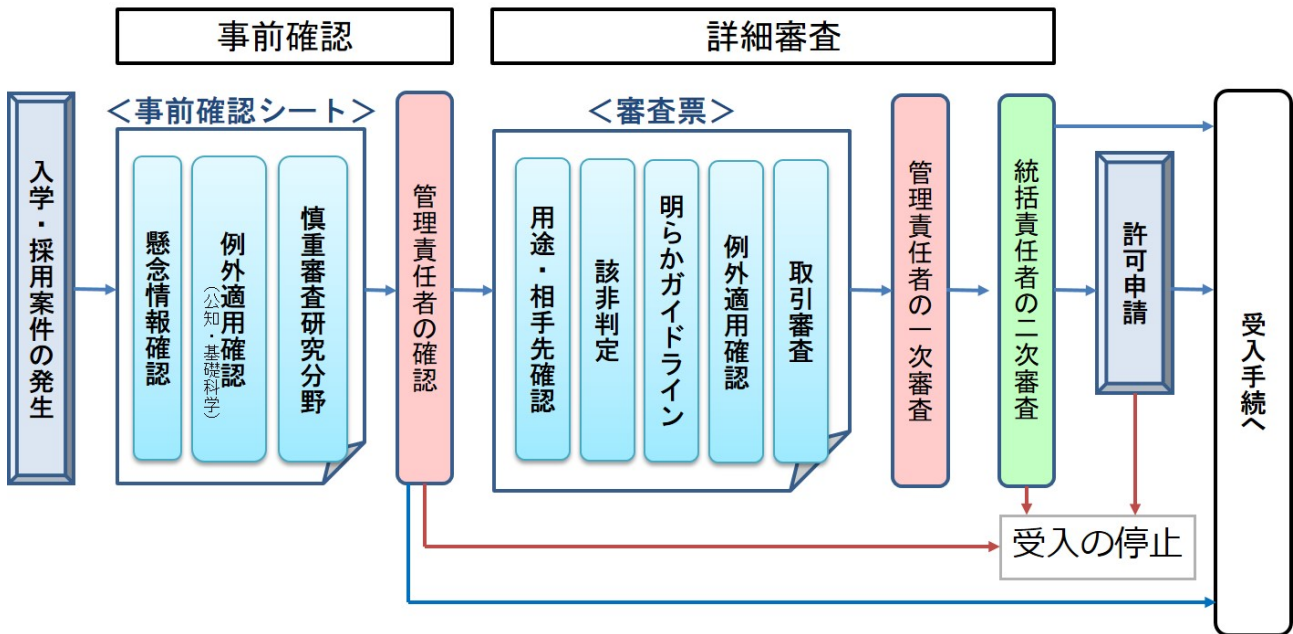 事前確認
詳細審査
入学・採用案件の発生
＜事前確認シート＞
懸念情報確認
例外適用確認
(公知・基礎科学)
慎重審査研究分野
管理責任者の確認
＜審査票＞
用途・相手先確認
該非判定
明らかガイドライン
例外適用確認
取引審査
管理責任者の一次審査
統括責任者の二次審査
許可申請
受入の停止
受入手続へ